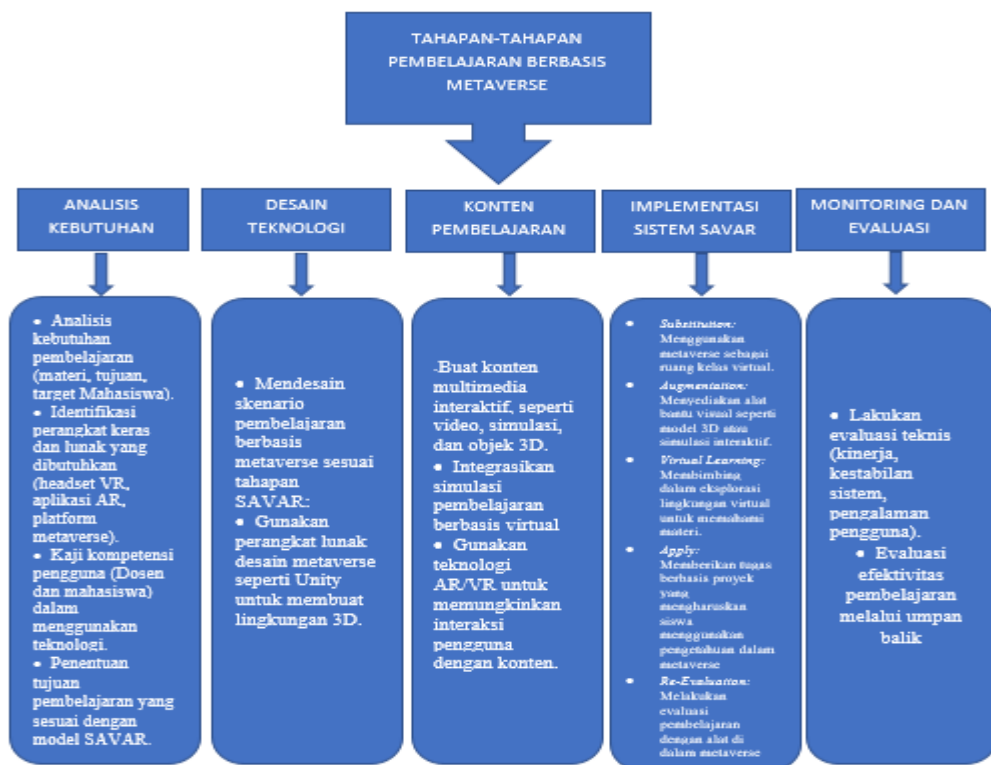 TAHAPAN-TAHAPAN
PEMBELAJARAN BERBASIS
METAVERSE
ANALISIS
KEBUTUHAN
• Analisis
kebutuhan
pembelajaran
(materi, tujuan,
target Mahasiswa).
• Identifikasi
perangkat keras
dan lunak yang
dibutuhkan
(headset VR,
aplikasi AR,
platform
metaverse).
• Kaji kompetensi
pengguna (Dosen
dan mahasiswa)
dalam
menggunakan
teknologi.
• Penentuan
tujuan
pembelajaran yang
sesuai dengan
model SAVAR.
DESAIN
TEKNOLOGI
• Mendesain
skenario
pembelajaran
berbasis
metaverse sesuai
tahapan
SAVAR:
• Gunakan
perangkat lunak
desain metaverse
seperti Unity
untuk membuat
lingkungan 3D.
KONTEN
PEMBELAJARAN
-Buat konten
multimedia
interaktif, seperti
video, simulasi,
dan objek 3D.
• Integrasikan
simulasi
pembelajaran
berbasis virtual
• Gunakan
teknologi
AR/VR untuk
memungkinkan
interaksi
pengguna
dengan konten.
IMPLEMENTASI
SISTEM SAVAR
• Substitution:
Menggunakan
metaverse sebagai
ruang kelas virtual.
• Augmentation:
Menyediakan alat
bantu visual seperti
model 3D atau
simulasi interaktif.
• Virtual Learning:
Membimbing
dalam eksplorasi
lingkungan virtual
untuk memahami
materi.
• Apply:
Memberikan tugas
berbasis proyek
yang
mengharuskan
siswa
menggunakan
pengetahuan dalam
metaverse
• Re-Evaluation:
Melakukan
evaluasi
pembelajaran
dengan alat di
dalam metaverse
MONITORING DAN
EVALUASI
• Lakukan
evaluasi teknis
(kinerja,
kestabilan
sistem,
pengalaman
pengguna).
• Evaluasi
efektivitas
pembelajaran
melalui umpan
balik